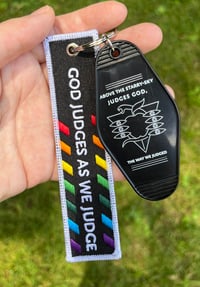 GOD JUDGES AS WE JUDGE
ABOVE THE STARRY-SKY
JUDGES GOD.
THE WAY WE JUDGED